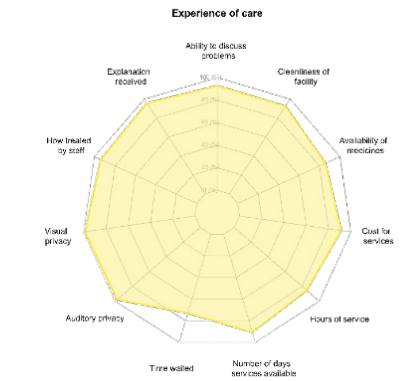 Experience of care
Ability to discuss
problems
Explanation
received
Cleanliness of
facility
How treated
by staff
Availability of
medicines
Visual
privacy
Cost for
services
Auditory privacy
Hours of service
Time waited
Number of days
services available